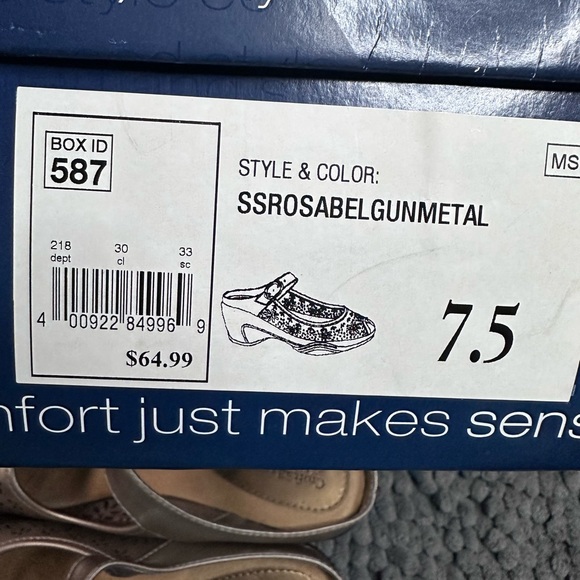 BOX ID
587
MS
STYLE & COLOR:
SSROSABELGUNMETAL
218 30 33
dept cl sc
4 00922 84996 9
$64.99
7.5
nfort just makes sens